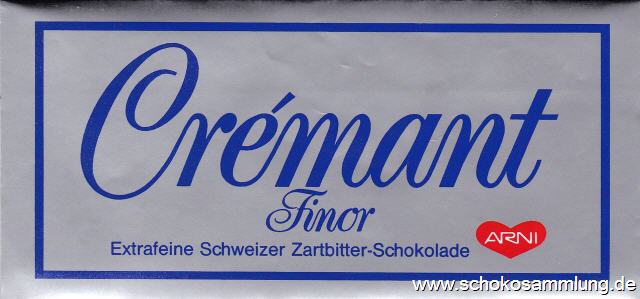 Crémant
Finor
Extrafeine Schweizer Zartbitter-Schokolade
ARNI
www.schokosammlung.de